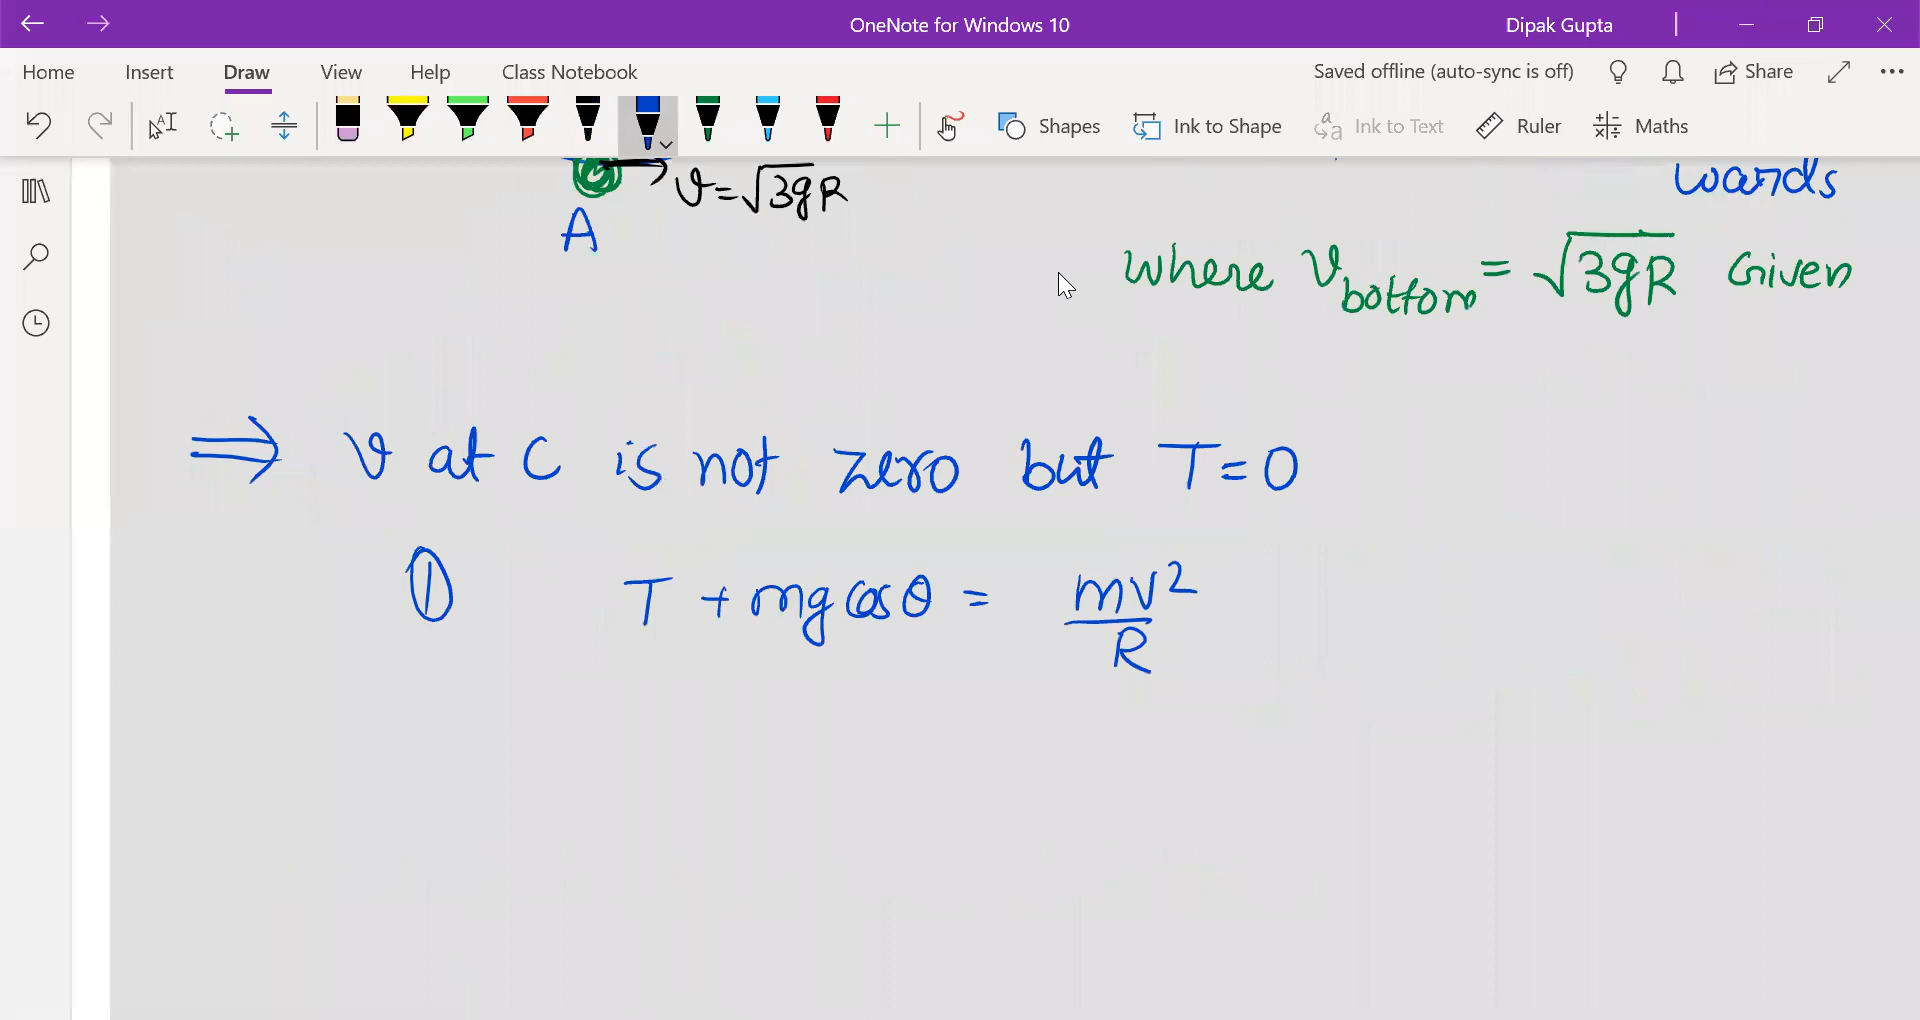 OneNote for Windows 10
Dipak Gupta
Home Insert Draw View Help Class Notebook
Saved offline (auto-sync is off) Share
Shapes Ink to Shape Ink to Text Ruler Maths
wards
v=√3gR
A
where v bottom = √3gR Given
⇒ v at C is not zero but T=0
① T + mg cosθ = mv²/R